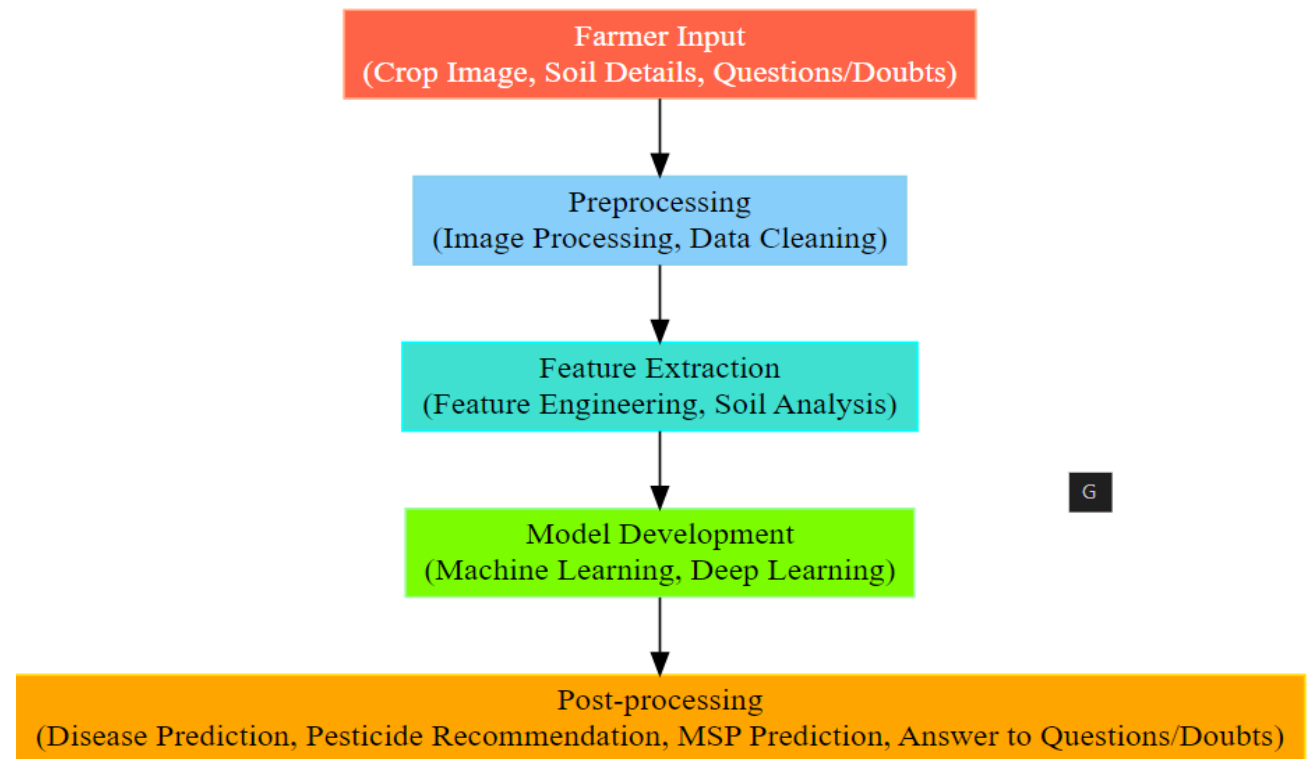 Farmer Input
(Crop Image, Soil Details, Questions/Doubts)
Preprocessing
(Image Processing, Data Cleaning)
Feature Extraction
(Feature Engineering, Soil Analysis)
G
Model Development
(Machine Learning, Deep Learning)
Post-processing
(Disease Prediction, Pesticide Recommendation, MSP Prediction, Answer to Questions/Doubts)